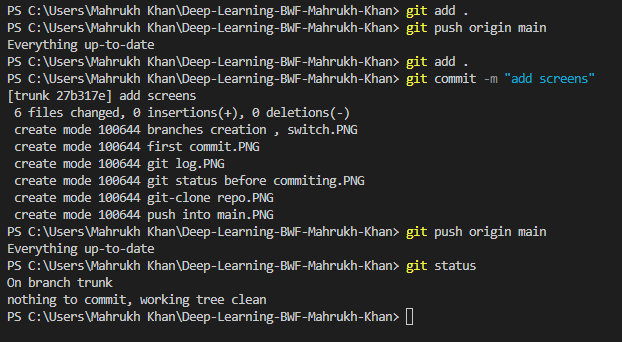 PS C:\Users\Mahrukh Khan\Deep-Learning-BWF-Mahrukh-Khan> git add .
PS C:\Users\Mahrukh Khan\Deep-Learning-BWF-Mahrukh-Khan> git push origin main
Everything up-to-date
PS C:\Users\Mahrukh Khan\Deep-Learning-BWF-Mahrukh-Khan> git add .
PS C:\Users\Mahrukh Khan\Deep-Learning-BWF-Mahrukh-Khan> git commit -m "add screens"
[trunk 27b317e] add screens
 6 files changed, 0 insertions(+), 0 deletions(-)
 create mode 100644 branches creation , switch.PNG
 create mode 100644 first commit.PNG
 create mode 100644 git log.PNG
 create mode 100644 git status before commiting.PNG
 create mode 100644 git-clone repo.PNG
 create mode 100644 push into main.PNG
PS C:\Users\Mahrukh Khan\Deep-Learning-BWF-Mahrukh-Khan> git push origin main
Everything up-to-date
PS C:\Users\Mahrukh Khan\Deep-Learning-BWF-Mahrukh-Khan> git status
On branch trunk
nothing to commit, working tree clean
PS C:\Users\Mahrukh Khan\Deep-Learning-BWF-Mahrukh-Khan>